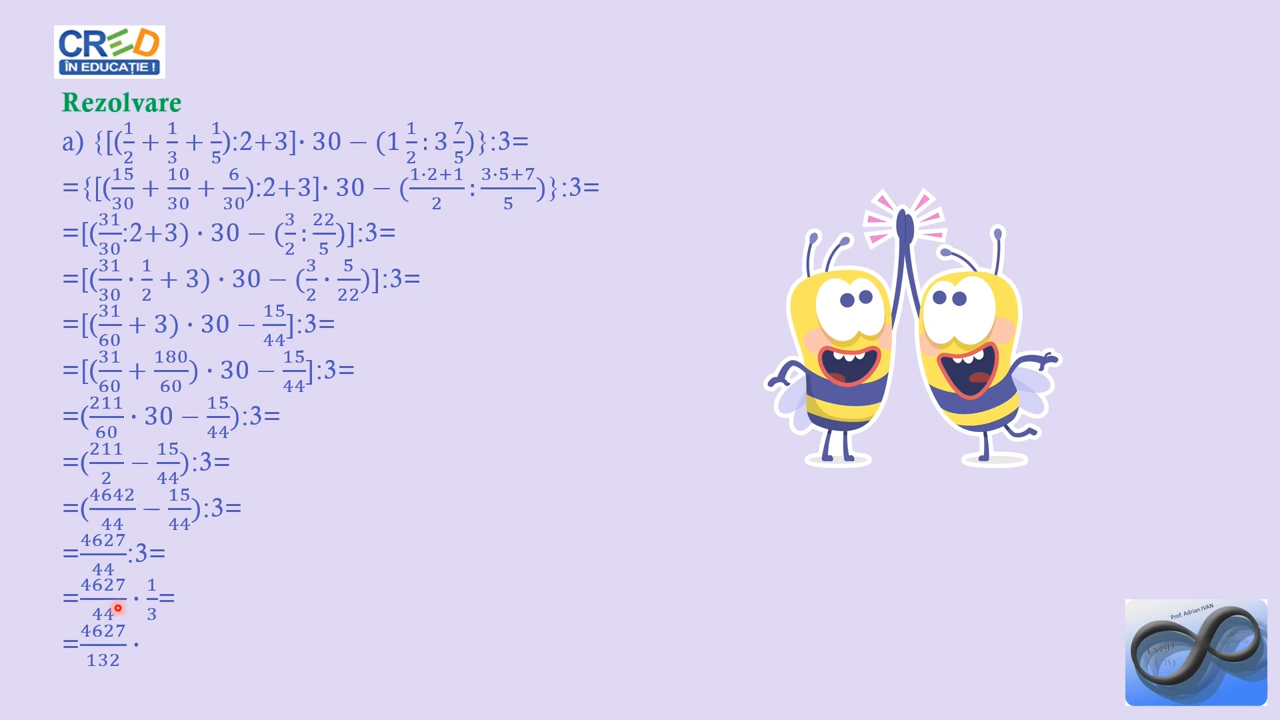 CRED
ÎN EDUCAȚIE !
Rezolvare
a) {[(1/2 + 1/3 + 1/5):2+3]· 30 − (1 1/2 : 3 7/5)}:3=
={[(15/30 + 10/30 + 6/30):2+3]· 30 − (1·2+1/2 : 3·5+7/5)}:3=
=[(31/30:2+3) · 30 − (3/2 : 22/5)]:3=
=[(31/30 · 1/2 + 3) · 30 − (3/2 · 5/22)]:3=
=[(31/60 + 3) · 30 − 15/44]:3=
=[(31/60 + 180/60) · 30 − 15/44]:3=
=(211/60 · 30 − 15/44):3=
=(211/2 − 15/44):3=
=(4642/44 − 15/44):3=
=4627/44:3=
=4627/44 · 1/3=
=4627/132 ·
Prof. Adrian IVAN